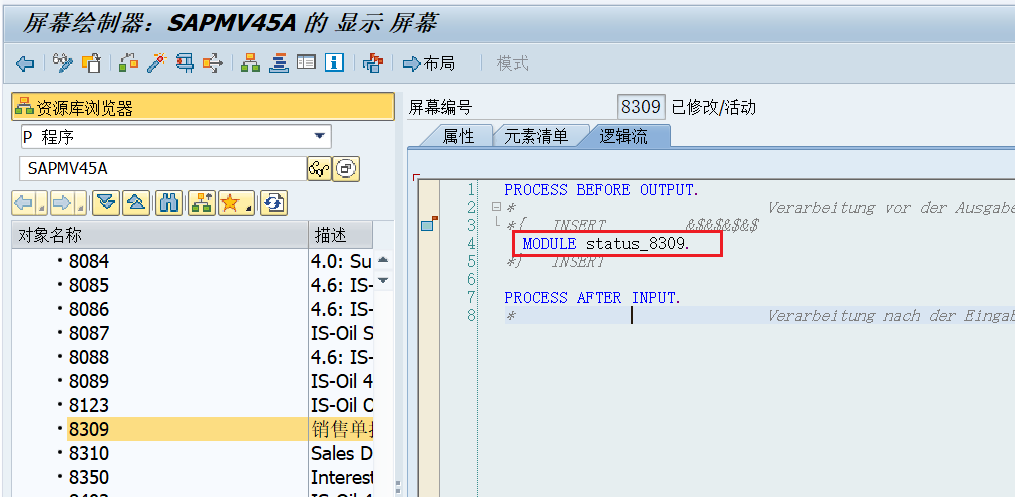 屏幕绘制器：SAPMV45A 的 显示 屏幕
布局
模式
资源库浏览器
P 程序
SAPMV45A
对象名称 描述
8084 4.0: Su
8085 4.6: IS-
8086 4.6: IS-
8087 IS-Oil S
8088 4.6: IS-
8089 IS-Oil 4
8123 IS-Oil O
8309 销售单
8310 Sales D
8350 Interest
屏幕编号 8309 已修改/活动
属性 元素清单 逻辑流
1 PROCESS BEFORE OUTPUT.
2 * Verarbeitung vor der Ausgabe
3 *{ INSERT &$&$&$&$
4 MODULE status_8309.
5 *} INSERT
6
7 PROCESS AFTER INPUT.
8 * Verarbeitung nach der Eingab